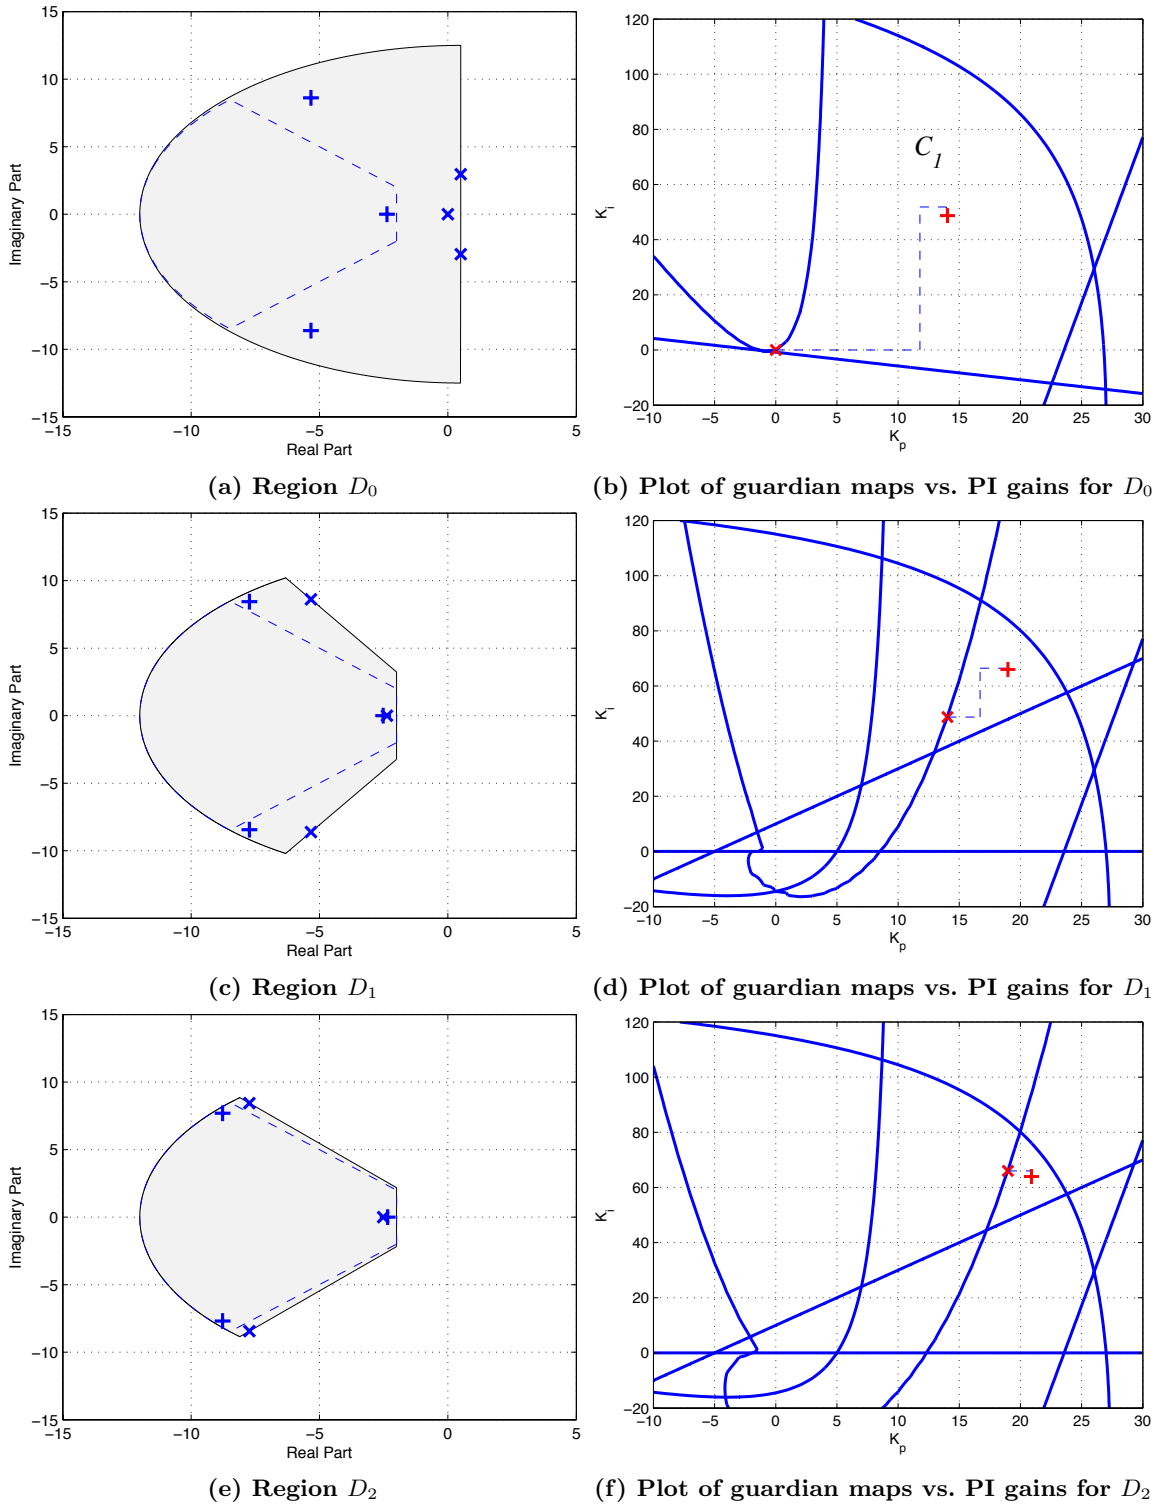 15
10
5
0
−5
−10
−15
−15 −10 −5 0 5
Imaginary Part
Real Part
(a) Region D0
120
100
80
60
40
20
0
−20
−10 −5 0 5 10 15 20 25 30
Ki
Kp
C1
(b) Plot of guardian maps vs. PI gains for D0
15
10
5
0
−5
−10
−15
−15 −10 −5 0 5
Imaginary Part
Real Part
(c) Region D1
120
100
80
60
40
20
0
−20
−10 −5 0 5 10 15 20 25 30
Ki
Kp
(d) Plot of guardian maps vs. PI gains for D1
15
10
5
0
−5
−10
−15
−15 −10 −5 0 5
Imaginary Part
Real Part
(e) Region D2
120
100
80
60
40
20
0
−20
−10 −5 0 5 10 15 20 25 30
Ki
Kp
(f) Plot of guardian maps vs. PI gains for D2